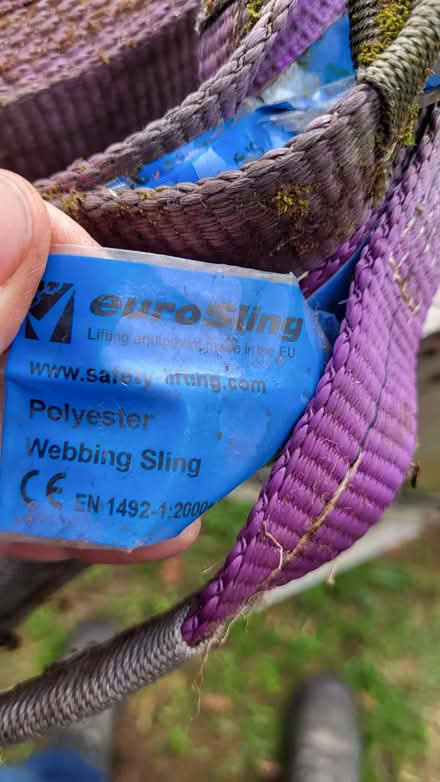 euroSling
Lifting equipment made in the EU
www.safety-lifting.com
Polyester
Webbing Sling
CE EN 1492-1:2000